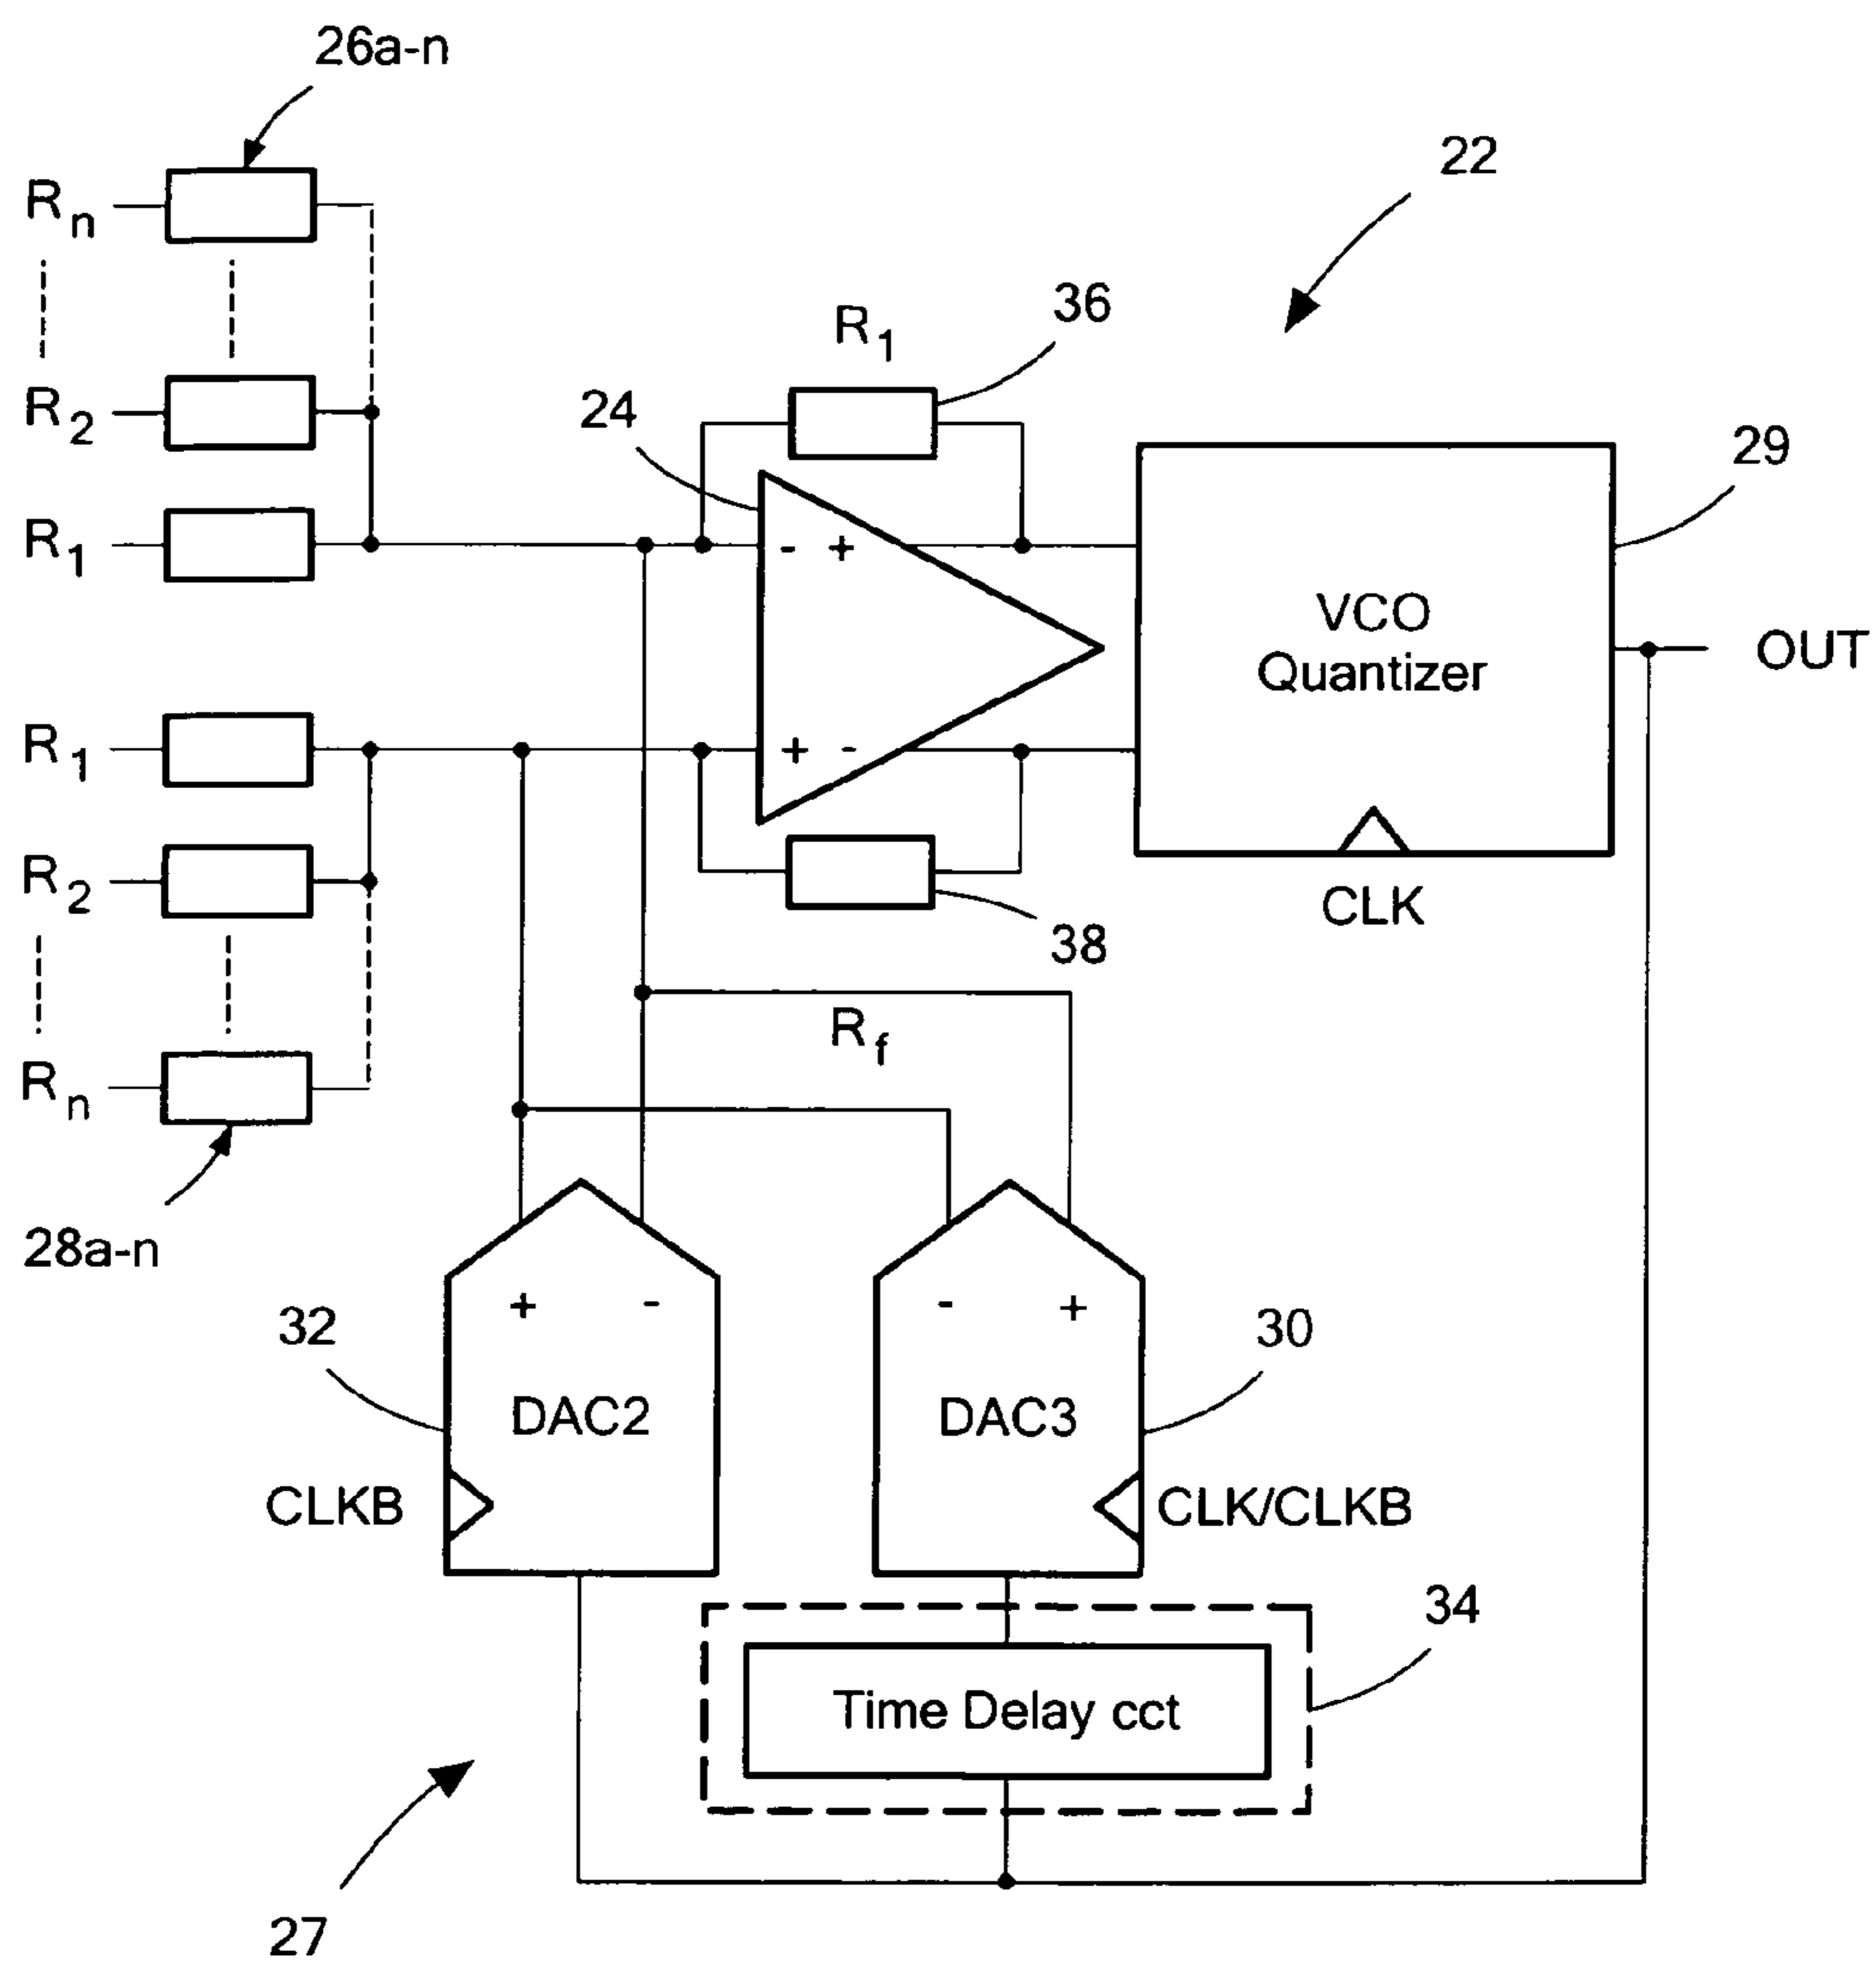 26a-n
22
Rn
R1
36
24
R2
29
R1
- +
VCO
Quantizer
OUT
R1
+ -
R2
CLK
38
Rf
Rn
28a-n
32
+ -
- +
30
DAC2
DAC3
CLKB
CLK/CLKB
34
Time Delay cct
27